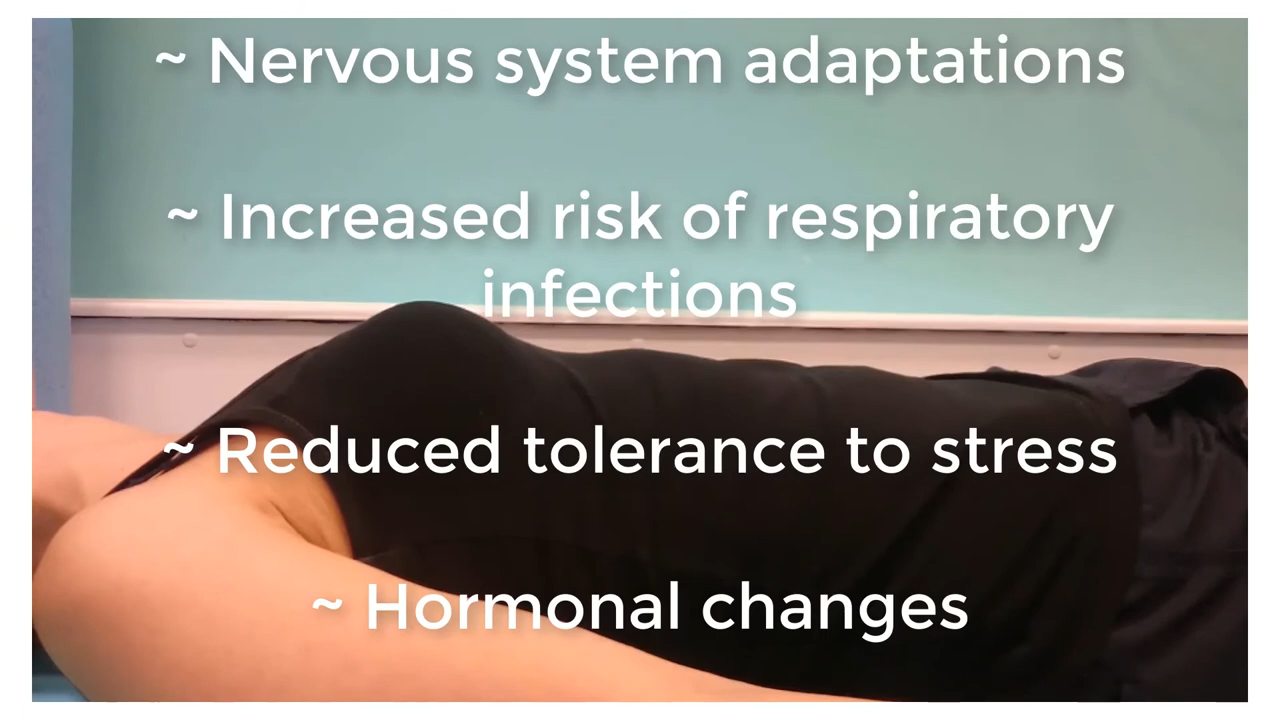 ~ Nervous system adaptations
~ Increased risk of respiratory
infections
~ Reduced tolerance to stress
~ Hormonal changes